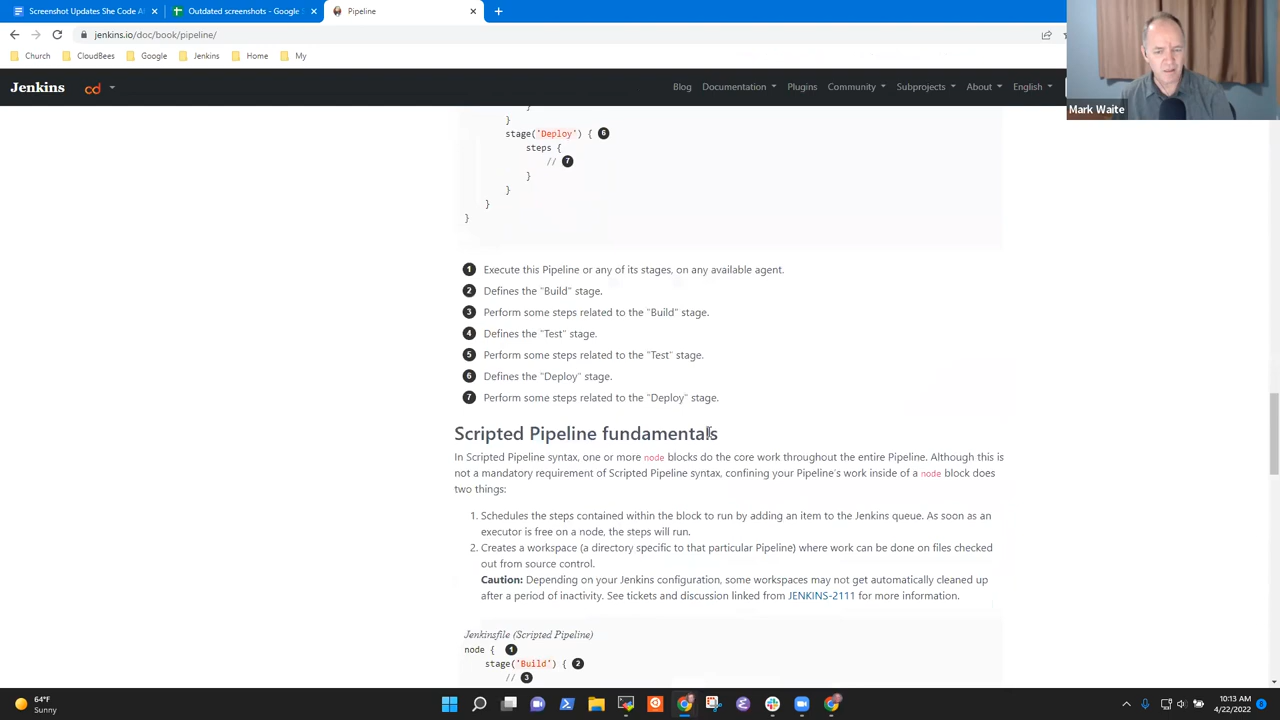 Screenshot Updates She Code A
Outdated screenshots - Google S
Pipeline
jenkins.io/doc/book/pipeline/
Church
CloudBees
Google
Jenkins
Home
My
Jenkins
cd
Blog
Documentation
Plugins
Community
Subprojects
About
English
Mark Waite
}
}
stage('Deploy') { 6
steps {
// 7
}
}
}
}
1 Execute this Pipeline or any of its stages, on any available agent.
2 Defines the "Build" stage.
3 Perform some steps related to the "Build" stage.
4 Defines the "Test" stage.
5 Perform some steps related to the "Test" stage.
6 Defines the "Deploy" stage.
7 Perform some steps related to the "Deploy" stage.
Scripted Pipeline fundamentals
In Scripted Pipeline syntax, one or more node blocks do the core work throughout the entire Pipeline. Although this is
not a mandatory requirement of Scripted Pipeline syntax, confining your Pipeline's work inside of a node block does
two things:
1. Schedules the steps contained within the block to run by adding an item to the Jenkins queue. As soon as an
executor is free on a node, the steps will run.
2. Creates a workspace (a directory specific to that particular Pipeline) where work can be done on files checked
out from source control.
Caution: Depending on your Jenkins configuration, some workspaces may not get automatically cleaned up
after a period of inactivity. See tickets and discussion linked from JENKINS-2111 for more information.
Jenkinsfile (Scripted Pipeline)
node { 1
stage('Build') { 2
// 3
64°F
Sunny
10:13 AM
4/22/2022